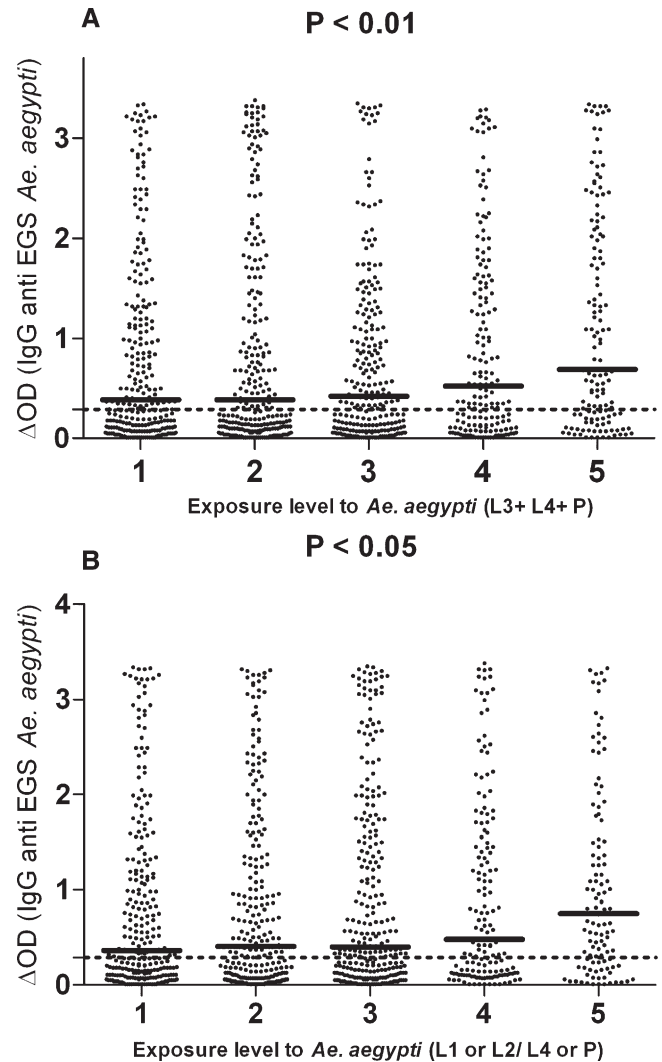 A
P < 0.01
ΔOD (IgG anti EGS Ae. aegypti)
3
2
1
0
1 2 3 4 5
Exposure level to Ae. aegypti (L3+ L4+ P)
B
P < 0.05
ΔOD (IgG anti EGS Ae. aegypti)
4
3
2
1
0
1 2 3 4 5
Exposure level to Ae. aegypti (L1 or L2/ L4 or P)